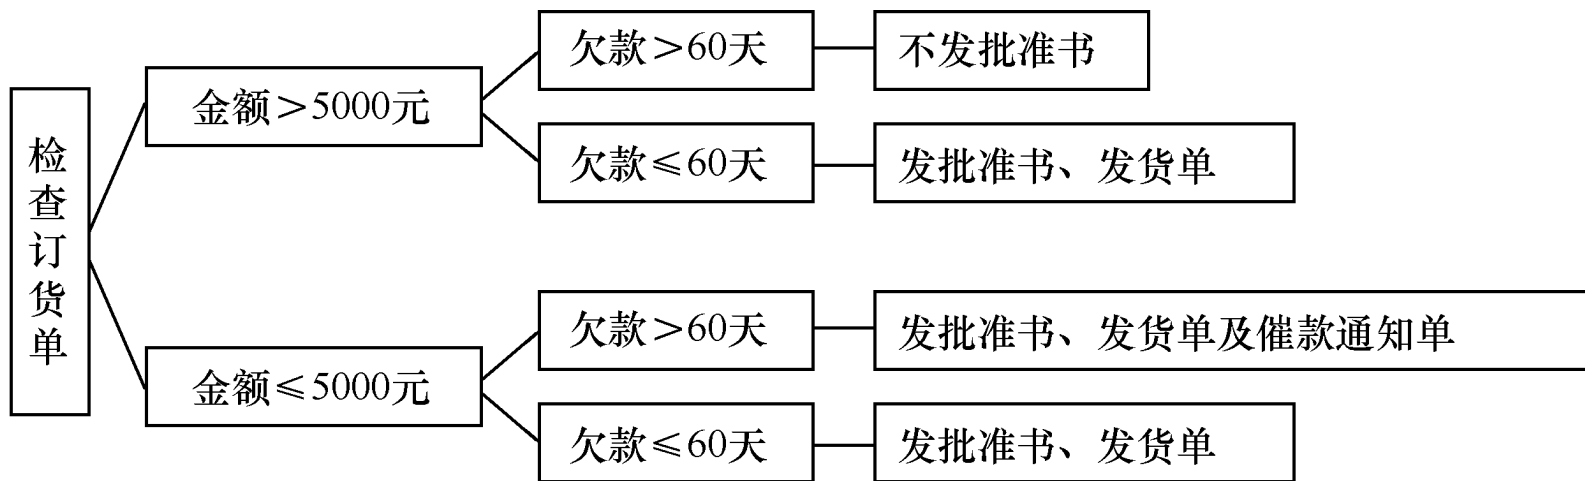 检查订货单
金额>5000元
欠款>60天
不发批准书
欠款≤60天
发批准书、发货单
金额≤5000元
欠款>60天
发批准书、发货单及催款通知单
欠款≤60天
发批准书、发货单